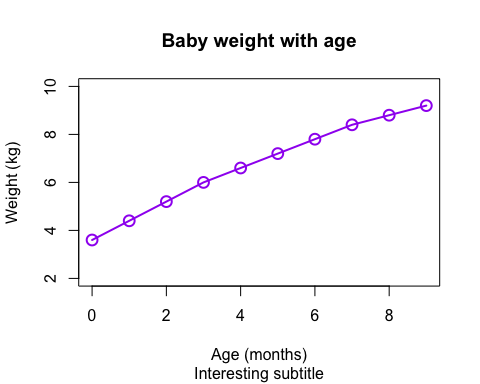 Baby weight with age
10
8
6
4
2
Weight (kg)
0 2 4 6 8
Age (months)
Interesting subtitle